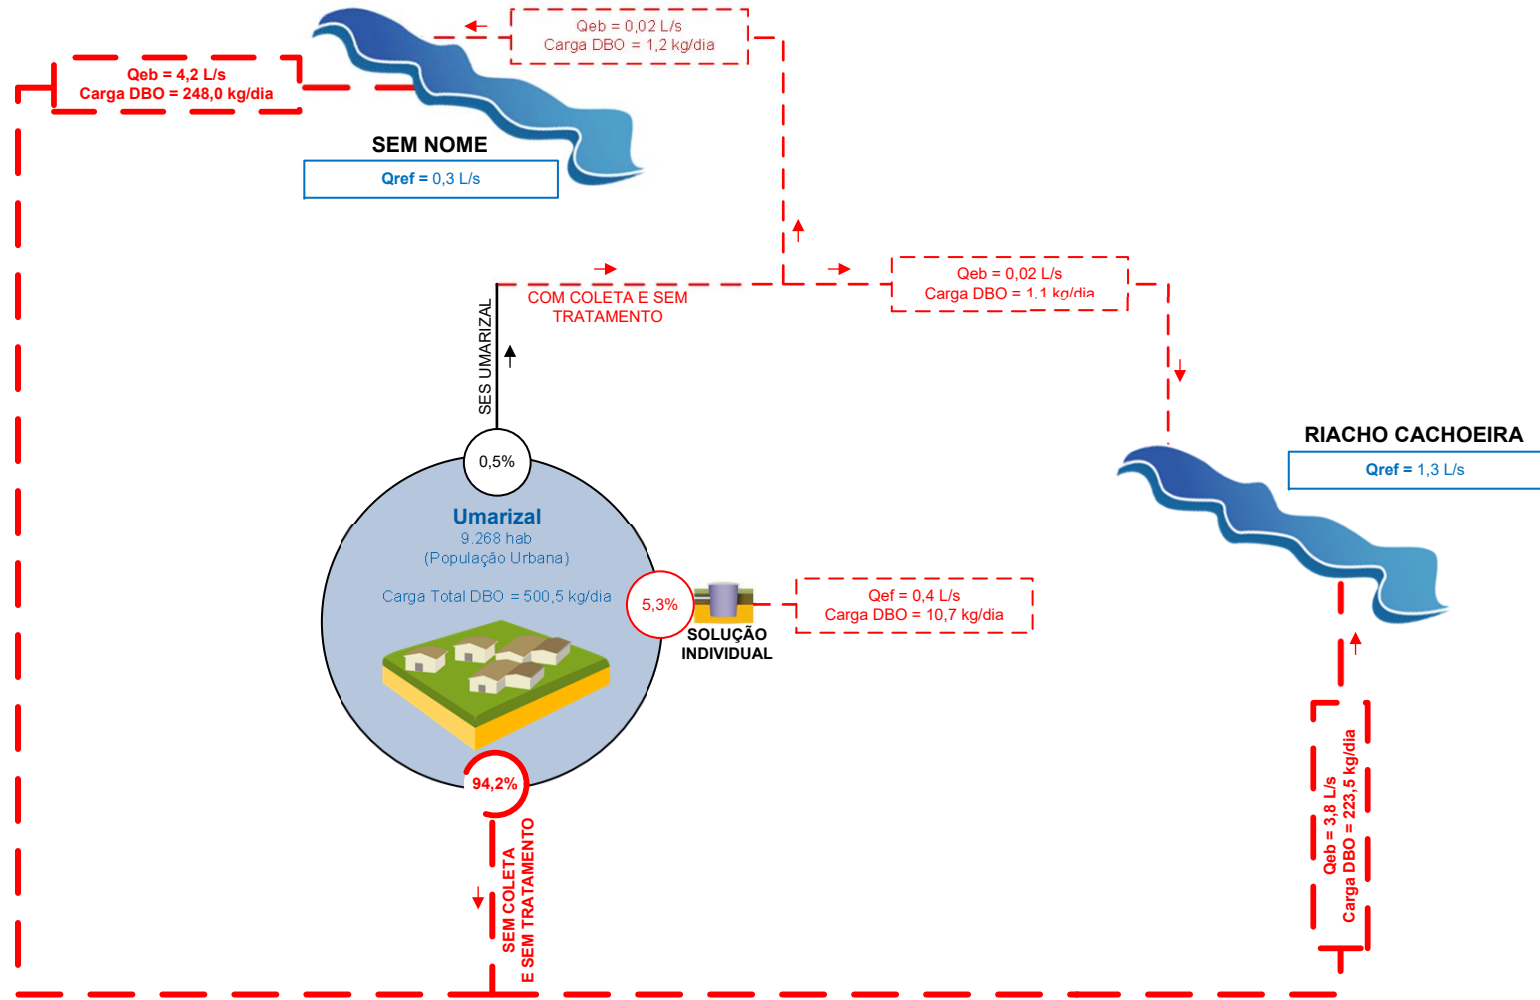 Qeb = 0,02 L/s
Carga DBO = 1,2 kg/dia
Qeb = 4,2 L/s
Carga DBO = 248,0 kg/dia
SEM NOME
Qref = 0,3 L/s
Qeb = 0,02 L/s
Carga DBO = 1,1 kg/dia
COM COLETA E SEM
TRATAMENTO
SES UMARIZAL
RIACHO CACHOEIRA
Qref = 1,3 L/s
0,5%
Umarizal
9.268 hab
(População Urbana)
Carga Total DBO = 500,5 kg/dia
5,3%
Qef = 0,4 L/s
Carga DBO = 10,7 kg/dia
SOLUÇÃO
INDIVIDUAL
94,2%
SEM COLETA
E SEM TRATAMENTO
Qeb = 3,8 L/s
Carga DBO = 223,5 kg/dia